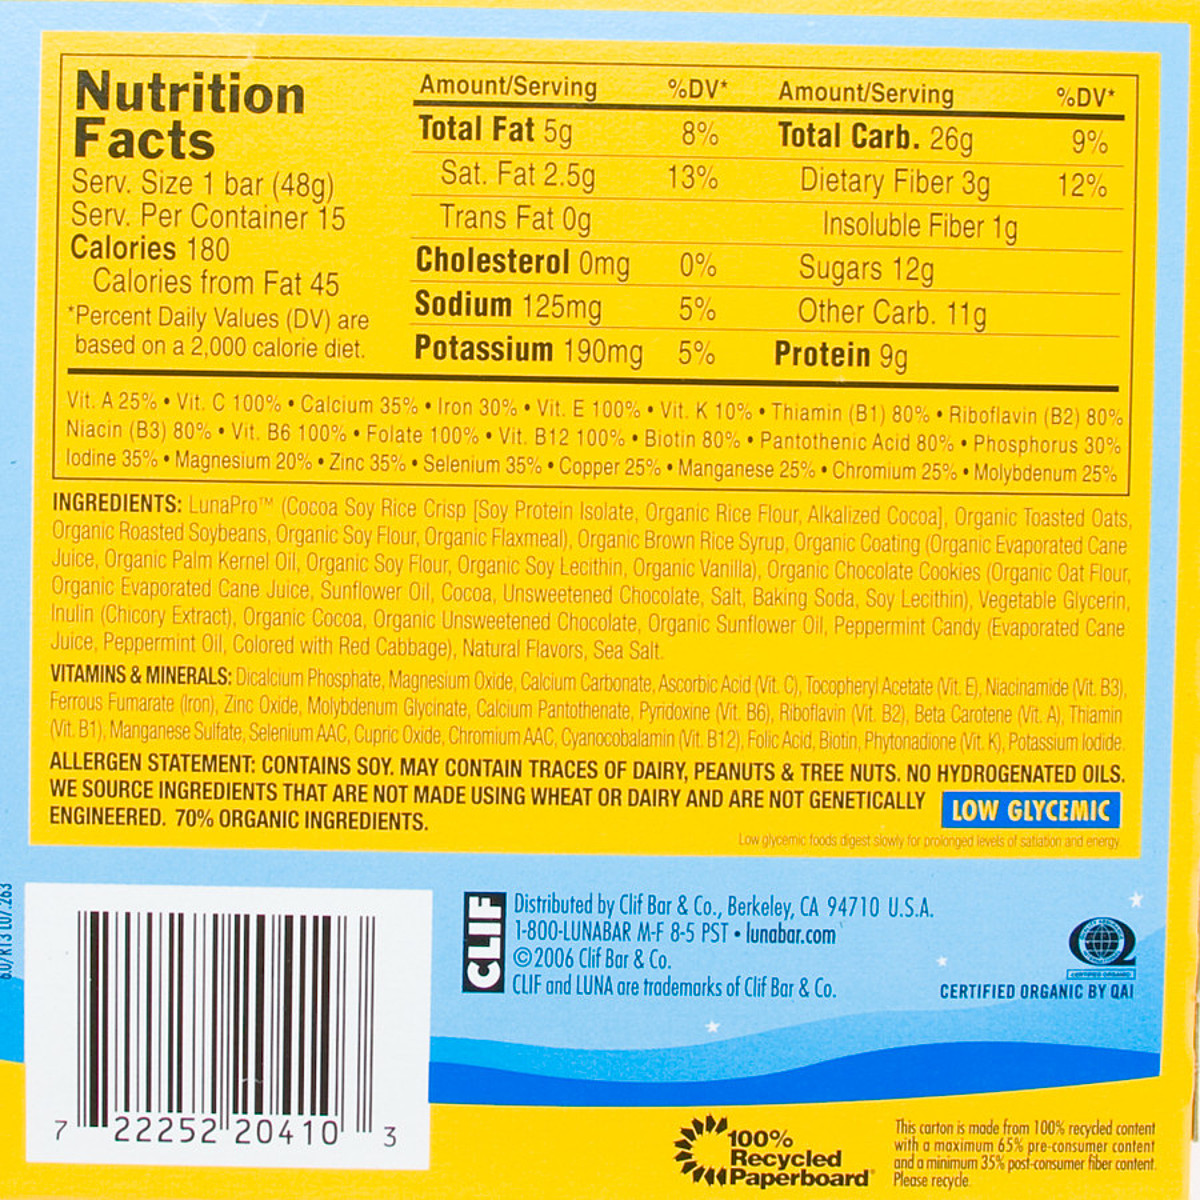 Nutrition
Facts
Serv. Size 1 bar (48g)
Serv. Per Container 15
Calories 180
Calories from Fat 45
*Percent Daily Values (DV) are
based on a 2,000 calorie diet.
Amount/Serving %DV*
Total Fat 5g 8%
Sat. Fat 2.5g 13%
Trans Fat 0g
Cholesterol 0mg 0%
Sodium 125mg 5%
Potassium 190mg 5%
Amount/Serving %DV*
Total Carb. 26g 9%
Dietary Fiber 3g 12%
Insoluble Fiber 1g
Sugars 12g
Other Carb. 11g
Protein 9g
Vit. A 25% • Vit. C 100% • Calcium 35% • Iron 30% • Vit. E 100% • Vit. K 10% • Thiamin (B1) 80% • Riboflavin (B2) 80%
Niacin (B3) 80% • Vit. B6 100% • Folate 100% • Vit. B12 100% • Biotin 80% • Pantothenic Acid 80% • Phosphorus 30%
Iodine 35% • Magnesium 20% • Zinc 35% • Selenium 35% • Copper 25% • Manganese 25% • Chromium 25% • Molybdenum 25%
INGREDIENTS: LunaPro™ (Cocoa Soy Rice Crisp [Soy Protein Isolate, Organic Rice Flour, Alkalized Cocoa], Organic Toasted Oats,
Organic Roasted Soybeans, Organic Soy Flour, Organic Flaxmeal), Organic Brown Rice Syrup, Organic Coating (Organic Evaporated Cane
Juice, Organic Palm Kernel Oil, Organic Soy Flour, Organic Soy Lecithin, Organic Vanilla), Organic Chocolate Cookies (Organic Oat Flour,
Organic Evaporated Cane Juice, Sunflower Oil, Cocoa, Unsweetened Chocolate, Salt, Baking Soda, Soy Lecithin), Vegetable Glycerin,
Inulin (Chicory Extract), Organic Cocoa, Organic Unsweetened Chocolate, Organic Sunflower Oil, Peppermint Candy (Evaporated Cane
Juice, Peppermint Oil, Colored with Red Cabbage), Natural Flavors, Sea Salt.
VITAMINS & MINERALS: Dicalcium Phosphate, Magnesium Oxide, Calcium Carbonate, Ascorbic Acid (Vit. C), Tocopheryl Acetate (Vit. E), Niacinamide (Vit. B3),
Ferrous Fumarate (Iron), Zinc Oxide, Molybdenum Glycinate, Calcium Pantothenate, Pyridoxine (Vit. B6), Riboflavin (Vit. B2), Beta Carotene (Vit. A), Thiamin
(Vit. B1), Manganese Sulfate, Selenium AAC, Cupric Oxide, Chromium AAC, Cyanocobalamin (Vit. B12), Folic Acid, Biotin, Phytonadione (Vit. K), Potassium Iodide.
ALLERGEN STATEMENT: CONTAINS SOY. MAY CONTAIN TRACES OF DAIRY, PEANUTS & TREE NUTS. NO HYDROGENATED OILS.
WE SOURCE INGREDIENTS THAT ARE NOT MADE USING WHEAT OR DAIRY AND ARE NOT GENETICALLY
ENGINEERED. 70% ORGANIC INGREDIENTS.
LOW GLYCEMIC
Low glycemic foods digest slowly for prolonged levels of satiation and energy
CLIF
Distributed by Clif Bar & Co., Berkeley, CA 94710 U.S.A.
1-800-LUNABAR M-F 8-5 PST • lunabar.com
©2006 Clif Bar & Co.
CLIF and LUNA are trademarks of Clif Bar & Co.
Q
CERTIFIED ORGANIC
CERTIFIED ORGANIC BY QAI
7 22252 20410 3
100%
Recycled
Paperboard
This carton is made from 100% recycled content
with a maximum 65% pre-consumer content
and a minimum 35% post-consumer fiber content.
Please recycle.